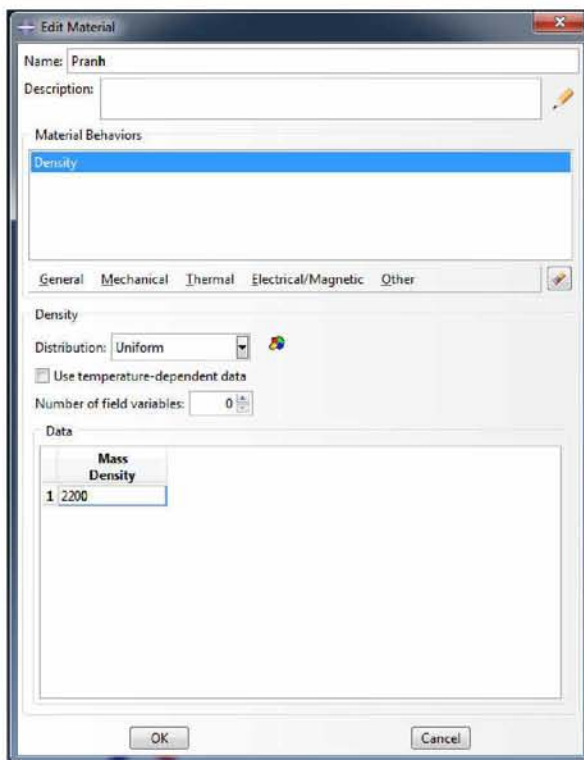 Edit Material
Name: Pranh
Description:
Material Behaviors
Density
General Mechanical Thermal Electrical/Magnetic Other
Density
Distribution: Uniform
Use temperature-dependent data
Number of field variables: 0
Data
Mass
Density
1 2200
OK Cancel